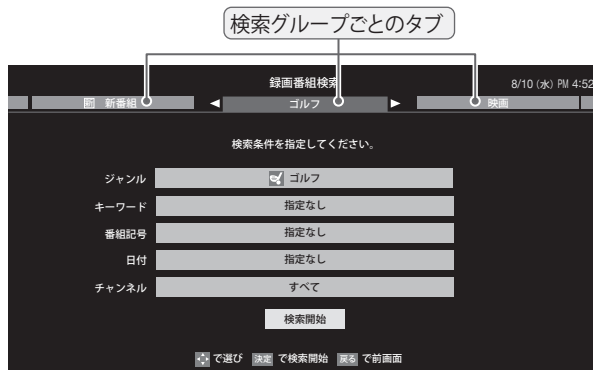 検索グループごとのタブ
録画番組検索 8/10 (水) PM 4:52
新 新番組 ◀ ゴルフ ▶ 映画
検索条件を指定してください。
ジャンル ゴルフ
キーワード 指定なし
番組記号 指定なし
日付 指定なし
チャンネル すべて
検索開始
で選び 決定 で検索開始 戻る で前画面